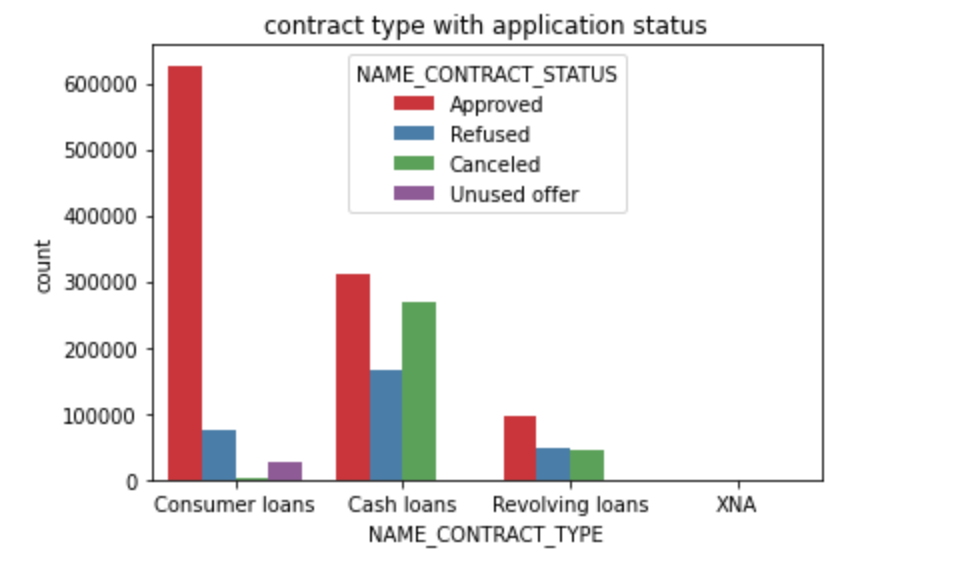 contract type with application status
NAME_CONTRACT_STATUS
Approved
Refused
Canceled
Unused offer
600000
500000
400000
300000
200000
100000
0
count
Consumer loans
Cash loans
Revolving loans
XNA
NAME_CONTRACT_TYPE